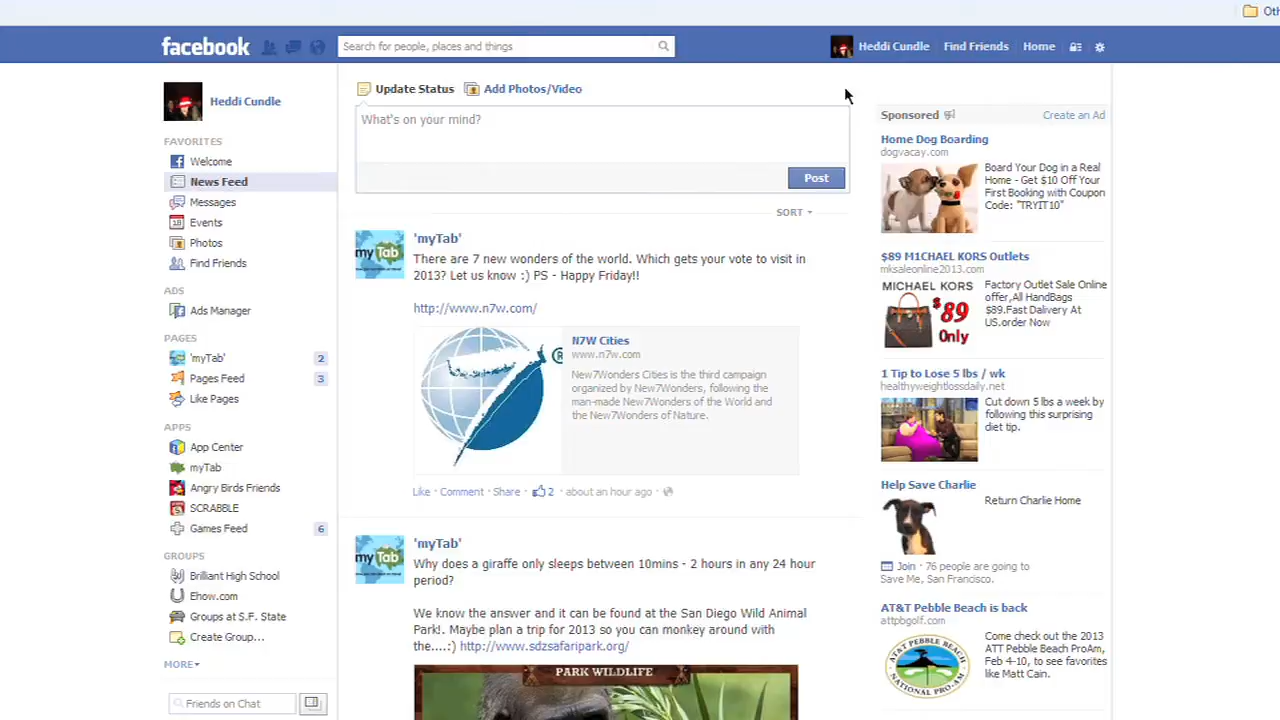 Oth
facebook
Search for people, places and things
Heddi Cundle
Find Friends
Home
Heddi Cundle
FAVORITES
Welcome
News Feed
Messages
18
Events
Photos
Find Friends
ADS
Ads Manager
PAGES
'myTab' 2
Pages Feed 3
Like Pages
APPS
App Center
myTab
Angry Birds Friends
SCRABBLE
Games Feed 6
GROUPS
Brilliant High School
Ehow.com
Groups at S.F. State
Create Group...
MORE
Friends on Chat
Update Status
Add Photos/Video
What's on your mind?
Post
SORT
my Tab
'myTab'
There are 7 new wonders of the world. Which gets your vote to visit in
2013? Let us know :) PS - Happy Friday!!
http://www.n7w.com/
®
N7W Cities
www.n7w.com
New7Wonders Cities is the third campaign
organized by New7Wonders, following the
man-made New7Wonders of the World and
the New7Wonders of Nature.
Like · Comment · Share · 2 · about an hour ago ·
my Tab
'myTab'
Why does a giraffe only sleeps between 10mins - 2 hours in any 24 hour
period?
We know the answer and it can be found at the San Diego Wild Animal
Park!. Maybe plan a trip for 2013 so you can monkey around with
the....:) http://www.sdzsafaripark.org/
PARK WILDLIFE
Sponsored
Create an Ad
Home Dog Boarding
dogvacay.com
Board Your Dog in a Real
Home - Get $10 Off Your
First Booking with Coupon
Code: "TRYIT10"
$89 M1CHAEL KORS Outlets
mksaleonline2013.com
MICHAEL KORS
$89
Only
Factory Outlet Sale Online
offer,All HandBags
$89.Fast Delivery At
US.order Now
1 Tip to Lose 5 lbs / wk
healthyweightlossdaily.net
Cut down 5 lbs a week by
following this surprising
diet tip.
Help Save Charlie
Return Charlie Home
Join · 76 people are going to
Save Me, San Francisco.
AT&T Pebble Beach is back
attpbgolf.com
AT&T PEBBLE BEACH
NATIONAL PRO-AM
Come check out the 2013
ATT Pebble Beach ProAm,
Feb 4-10, to see favorites
like Matt Cain.